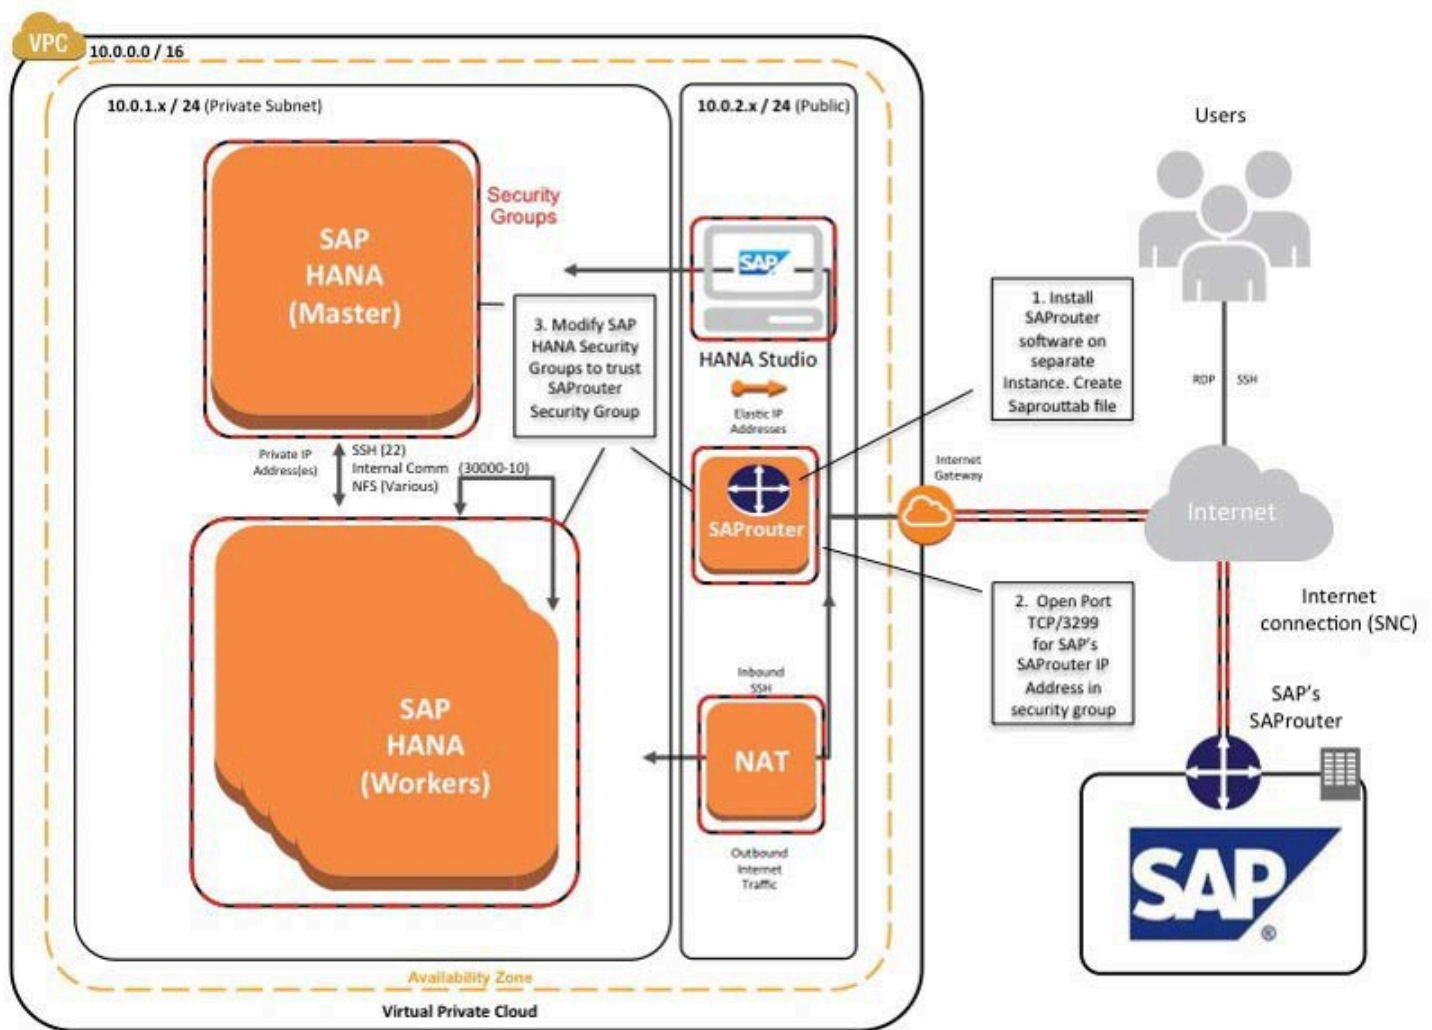 VPC
10.0.0.0 / 16
10.0.1.x / 24 (Private Subnet)
10.0.2.x / 24 (Public)
Users
SAP
HANA
(Master)
Security
Groups
SAP
HANA Studio
Elastic IP
Addresses
3. Modify SAP
HANA Security
Groups to trust
SAProuter
Security Group
1. Install
SAProuter
software on
separate
Instance. Create
Saprouttab file
RDP
SSH
Private IP
Address(es)
SSH (22)
Internal Comm (30000-10)
NFS (Various)
SAProuter
Internet
Gateway
Internet
2. Open Port
TCP/3299
for SAP's
SAProuter IP
Address in
security group
Internet
connection (SNC)
Inbound
SSH
SAP's
SAProuter
SAP
HANA
(Workers)
NAT
Outbound
Internet
Traffic
SAP
®
Availability Zone
Virtual Private Cloud